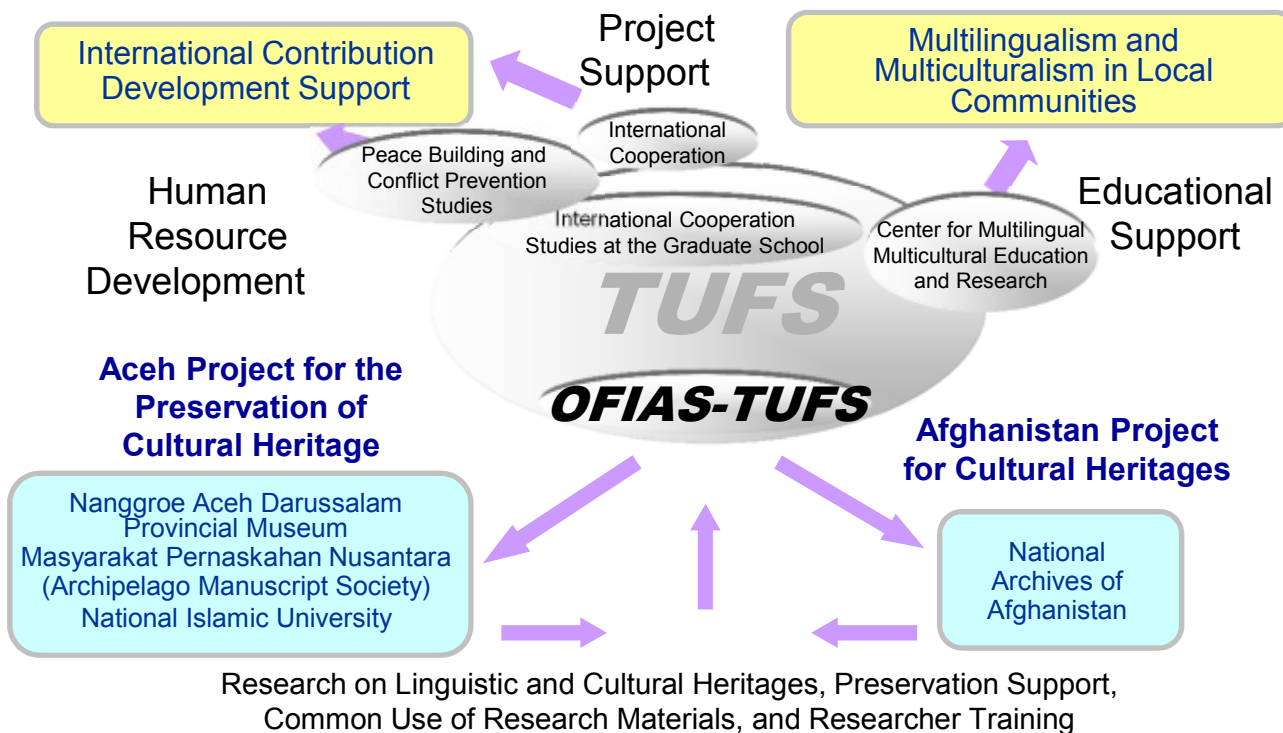 International Contribution
Development Support
Project
Support
Multilingualism and
Multiculturalism in Local
Communities
International
Cooperation
Peace Building and
Conflict Prevention
Studies
Human
Resource
Development
International Cooperation
Studies at the Graduate School
Center for Multilingual
Multicultural Education
and Research
Educational
Support
TUFS
OFIAS-TUFS
Aceh Project for the
Preservation of
Cultural Heritage
Afghanistan Project
for Cultural Heritages
Nanggroe Aceh Darussalam
Provincial Museum
Masyarakat Pernaskahan Nusantara
(Archipelago Manuscript Society)
National Islamic University
National
Archives of
Afghanistan
Research on Linguistic and Cultural Heritages, Preservation Support,
Common Use of Research Materials, and Researcher Training